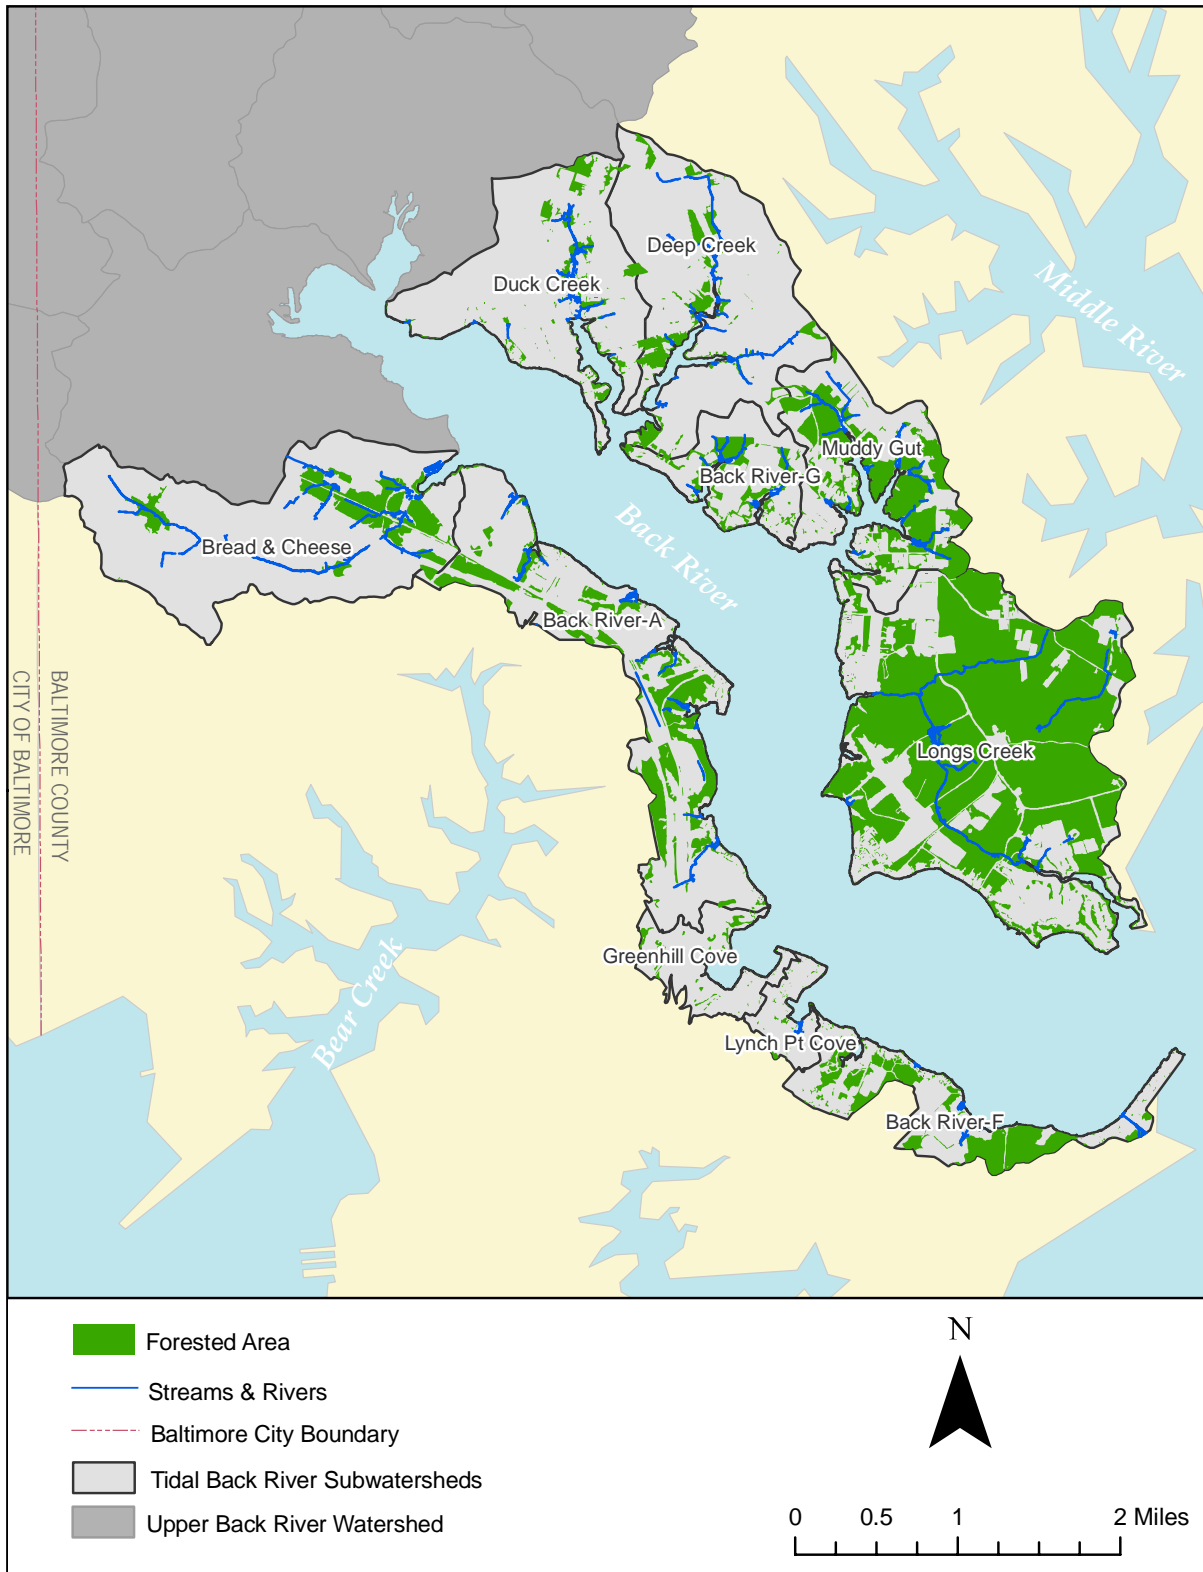 Deep Creek
Duck Creek
Middle River
Muddy Gut
Back River-G
Back River
Bread & Cheese
Back River-A
BALTIMORE COUNTY
CITY OF BALTIMORE
Longs Creek
Greenhill Cove
Bear Creek
Lynch Pt Cove
Back River-F
Forested Area
Streams & Rivers
Baltimore City Boundary
Tidal Back River Subwatersheds
Upper Back River Watershed
N
0 0.5 1 2 Miles